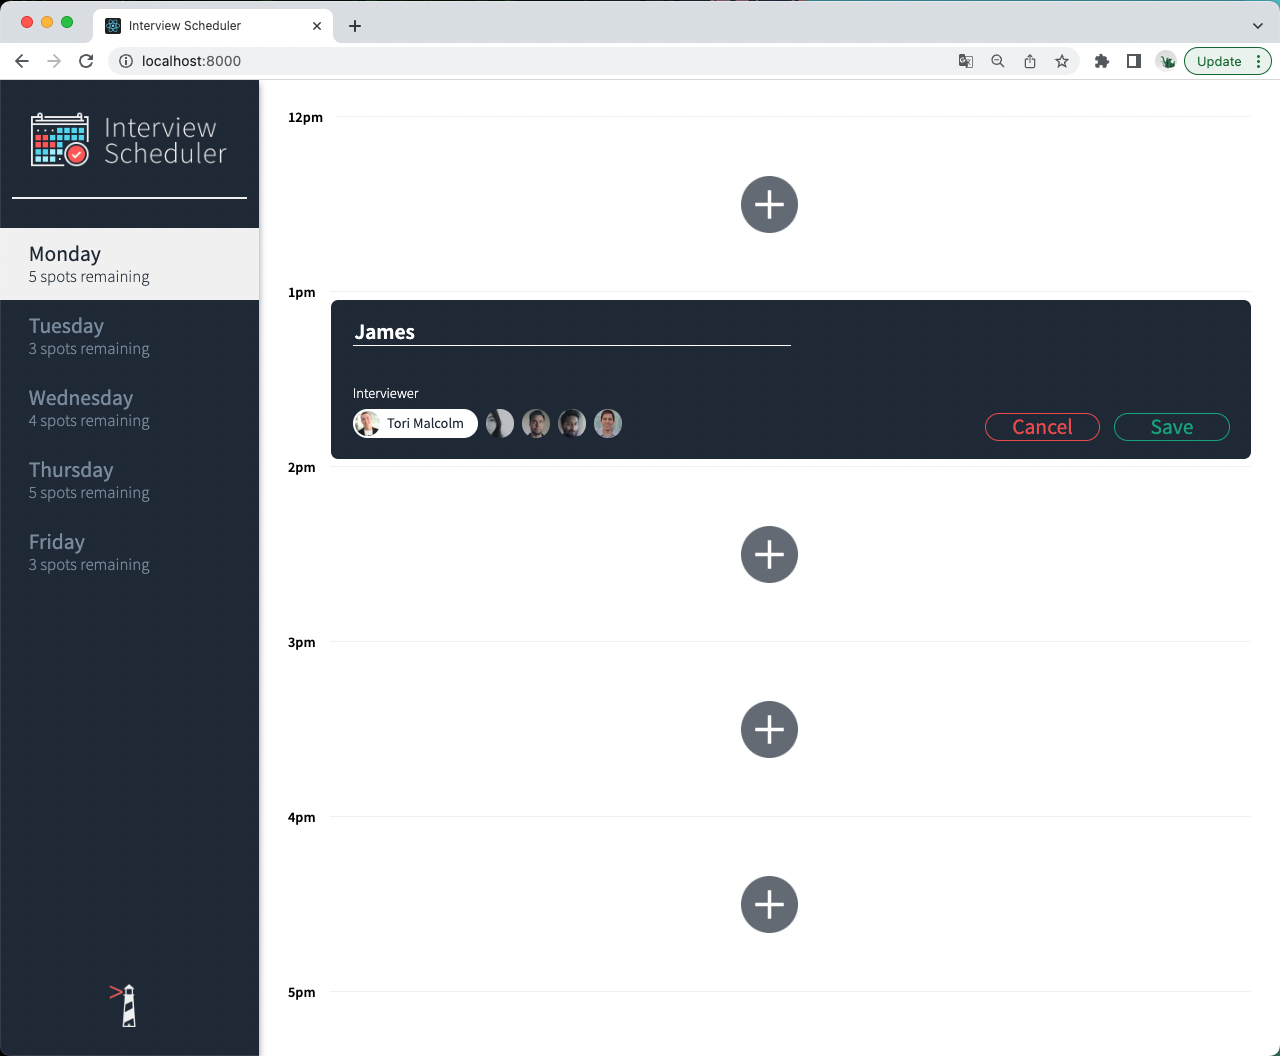 Interview Scheduler
localhost:8000
Update
Interview
Scheduler
Monday
5 spots remaining
Tuesday
3 spots remaining
Wednesday
4 spots remaining
Thursday
5 spots remaining
Friday
3 spots remaining
12pm
1pm
James
Interviewer
Tori Malcolm
Cancel
Save
2pm
3pm
4pm
5pm